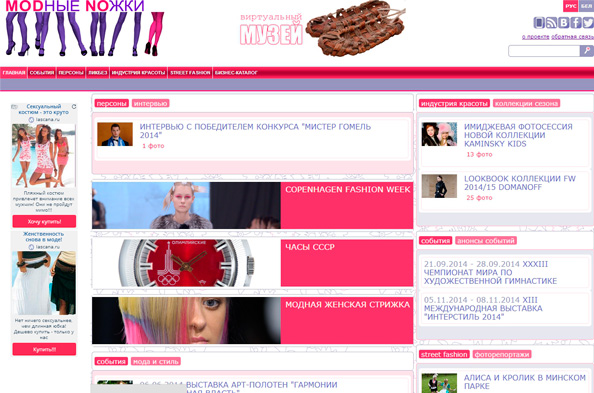 MODНЫЕ NOЖКИ
виртуальный
МУЗЕЙ
РУС БЕЛ
о проекте обратная связь
ГЛАВНАЯ СОБЫТИЯ ПЕРСОНЫ ЛИКБЕЗ ИНДУСТРИЯ КРАСОТЫ STREET FASHION БИЗНЕС-КАТАЛОГ
Сексуальный
костюм - это круто
lascana.ru
Пляжный костюм
привлечет внимание всех
мужчин! Они не пройдут
мимо!!!
Хочу купить!
Женственность
снова в моде!
lascana.ru
Нет ничего сексуальнее,
чем длинная юбка!
Дешево купить - только у
нас
Купить!!!
персоны интервью
ИНТЕРВЬЮ С ПОБЕДИТЕЛЕМ КОНКУРСА "МИСТЕР ГОМЕЛЬ
2014"
1 фото
COPENHAGEN FASHION WEEK
ОЛИМПИЙСКИЕ
ЧАСЫ СССР
МОДНАЯ ЖЕНСКАЯ СТРИЖКА
события мода и стиль
06.06.2014 ВЫСТАВКА АРТ-ПОЛОТЕН "ГАРМОНИИ
индустрия красоты коллекции сезона
ИМИДЖЕВАЯ ФОТОСЕССИЯ
НОВОЙ КОЛЛЕКЦИИ
KAMINSKY KIDS
13 фото
LOOKBOOK КОЛЛЕКЦИИ FW
2014/15 DOMANOFF
25 фото
события анонсы событий
21.09.2014 - 28.09.2014 XXXIII
ЧЕМПИОНАТ МИРА ПО
ХУДОЖЕСТВЕННОЙ ГИМНАСТИКЕ
05.11.2014 - 08.11.2014 XIII
МЕЖДУНАРОДНАЯ ВЫСТАВКА
"ИНТЕРСТИЛЬ 2014"
street fashion фоторепортажи
АЛИСА И КРОЛИК В МИНСКОМ
ПАРКЕ